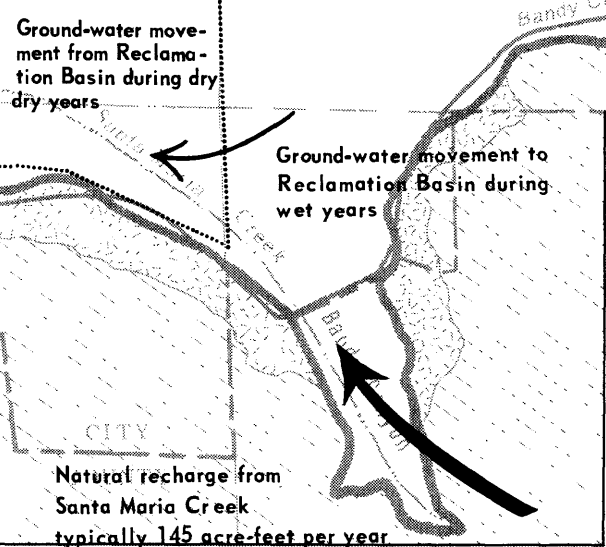 Ground-water move-
ment from Reclama-
tion Basin during dry
dry years
Bandy
Santa
Creek
Ground-water movement to
Reclamation Basin during
wet years
CITY
Natural recharge from
Santa Maria Creek
typically 145 acre-feet per year